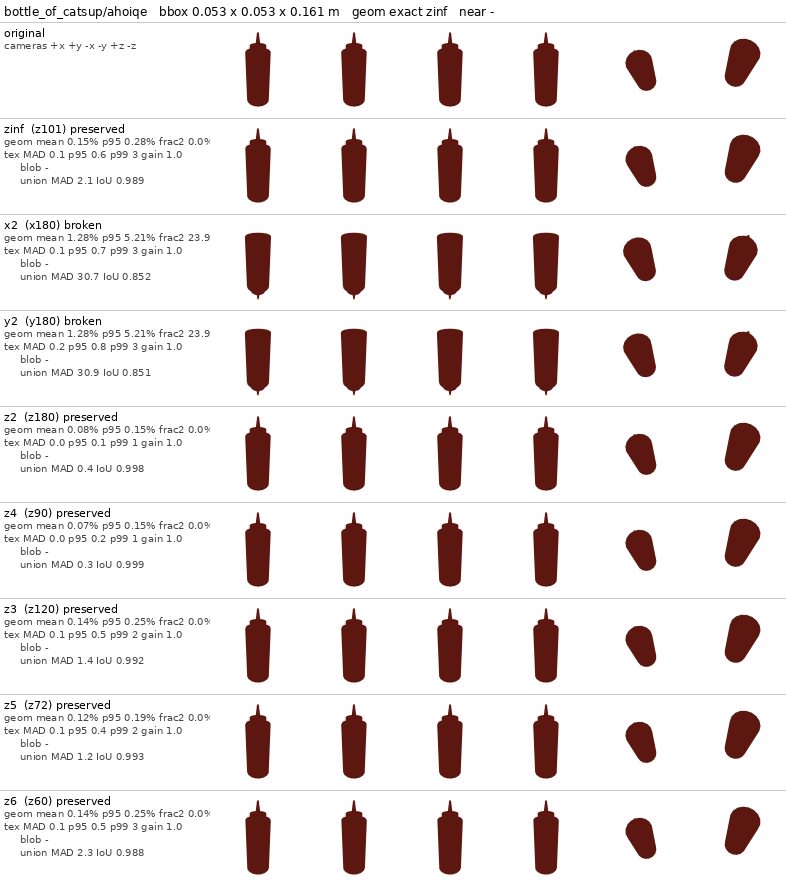 bottle_of_catsup/ahoiqe   bbox 0.053 x 0.053 x 0.161 m   geom exact zinf   near -
original
cameras +x +y -x -y +z -z
zinf  (z101) preserved
geom mean 0.15% p95 0.28% frac2 0.0%
tex MAD 0.1 p95 0.6 p99 3 gain 1.0
blob -
union MAD 2.1 IoU 0.989
x2  (x180) broken
geom mean 1.28% p95 5.21% frac2 23.9
tex MAD 0.1 p95 0.7 p99 3 gain 1.0
blob -
union MAD 30.7 IoU 0.852
y2  (y180) broken
geom mean 1.28% p95 5.21% frac2 23.9
tex MAD 0.2 p95 0.8 p99 3 gain 1.0
blob -
union MAD 30.9 IoU 0.851
z2  (z180) preserved
geom mean 0.08% p95 0.15% frac2 0.0%
tex MAD 0.0 p95 0.1 p99 1 gain 1.0
blob -
union MAD 0.4 IoU 0.998
z4  (z90) preserved
geom mean 0.07% p95 0.15% frac2 0.0%
tex MAD 0.0 p95 0.2 p99 1 gain 1.0
blob -
union MAD 0.3 IoU 0.999
z3  (z120) preserved
geom mean 0.14% p95 0.25% frac2 0.0%
tex MAD 0.1 p95 0.5 p99 2 gain 1.0
blob -
union MAD 1.4 IoU 0.992
z5  (z72) preserved
geom mean 0.12% p95 0.19% frac2 0.0%
tex MAD 0.1 p95 0.4 p99 2 gain 1.0
blob -
union MAD 1.2 IoU 0.993
z6  (z60) preserved
geom mean 0.14% p95 0.25% frac2 0.0%
tex MAD 0.1 p95 0.5 p99 3 gain 1.0
blob -
union MAD 2.3 IoU 0.988